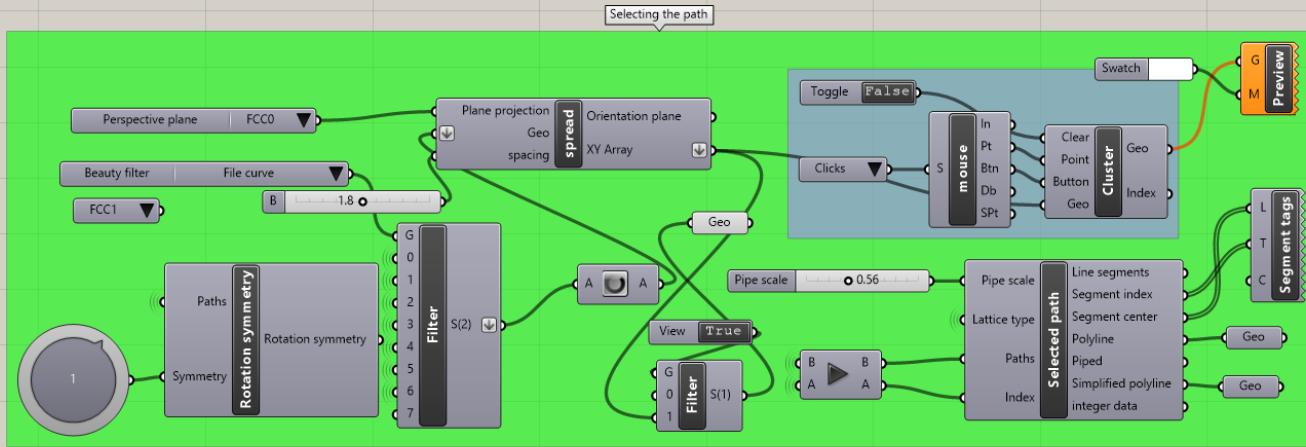 Selecting the path
Perspective plane FCC0
Beauty filter File curve
FCC1
B 1.8
Plane projection
Geo
spacing
spread
Orientation plane
XY Array
Toggle False
Clicks
S
mouse
In
Pt
Btn
Db
SPt
Clear
Point
Button
Geo
Cluster
Geo
Index
Swatch
G
M
Preview
Paths
Symmetry
Rotation symmetry
Rotation symmetry
1
G
0
1
2
3
4
5
6
7
Filter
S(2)
A A
Geo
View True
G
0
1
Filter
S(1)
Pipe scale 0.56
B B
A A
Pipe scale
Lattice type
Paths
Index
Selected path
Line segments
Segment index
Segment center
Polyline
Piped
Simplified polyline
integer data
L
T
C
Segment tags
Geo
Geo